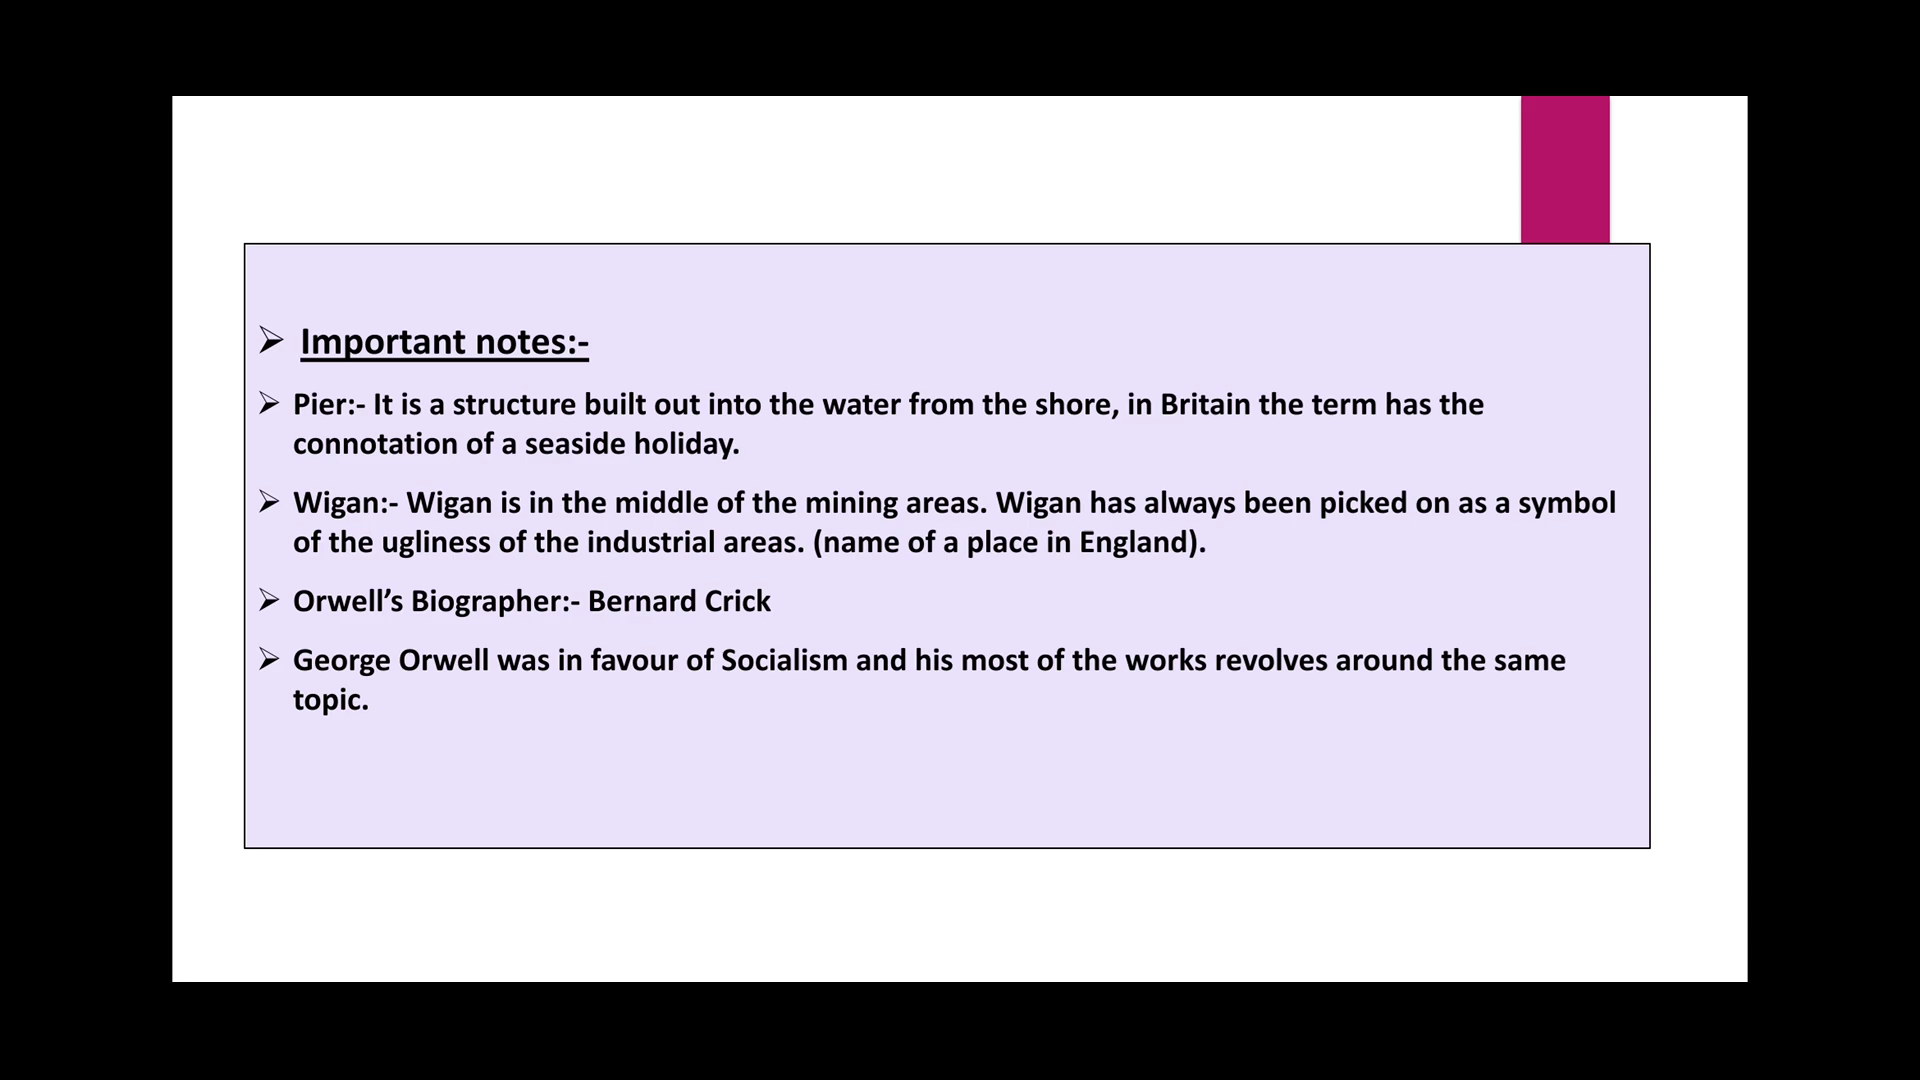 Important notes:-
Pier:- It is a structure built out into the water from the shore, in Britain the term has the
connotation of a seaside holiday.
Wigan:- Wigan is in the middle of the mining areas. Wigan has always been picked on as a symbol
of the ugliness of the industrial areas. (name of a place in England).
Orwell’s Biographer:- Bernard Crick
George Orwell was in favour of Socialism and his most of the works revolves around the same
topic.